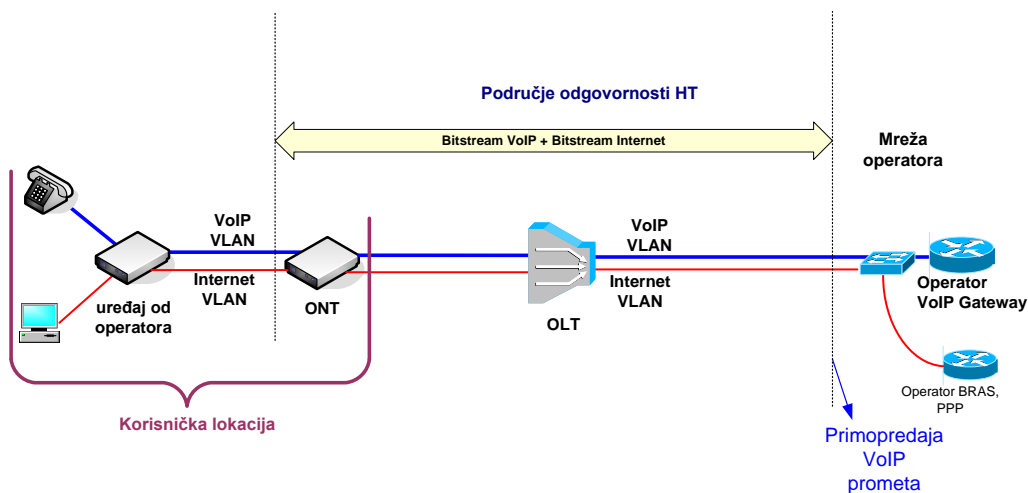 Područje odgovornosti HT
Bitstream VoIP + Bitstream Internet
Mreža
operatora
VoIP
VLAN
Internet
VLAN
uređaj od
operatora
ONT
OLT
VoIP
VLAN
Internet
VLAN
Operator
VoIP Gateway
Operator BRAS,
PPP
Korisnička lokacija
Primopredaja
VoIP
prometa